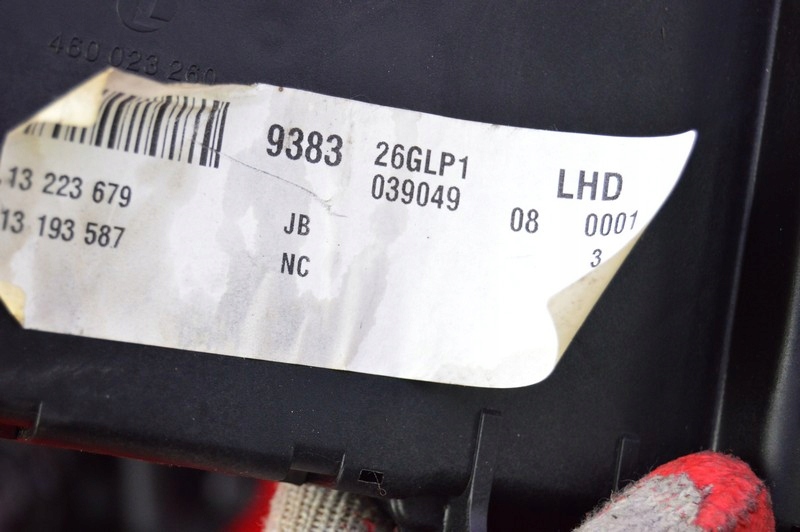 460 023 260
9383 26GLP1 LHD
13 223 679 039049
JB 08 0001
13 193 587 3
NC